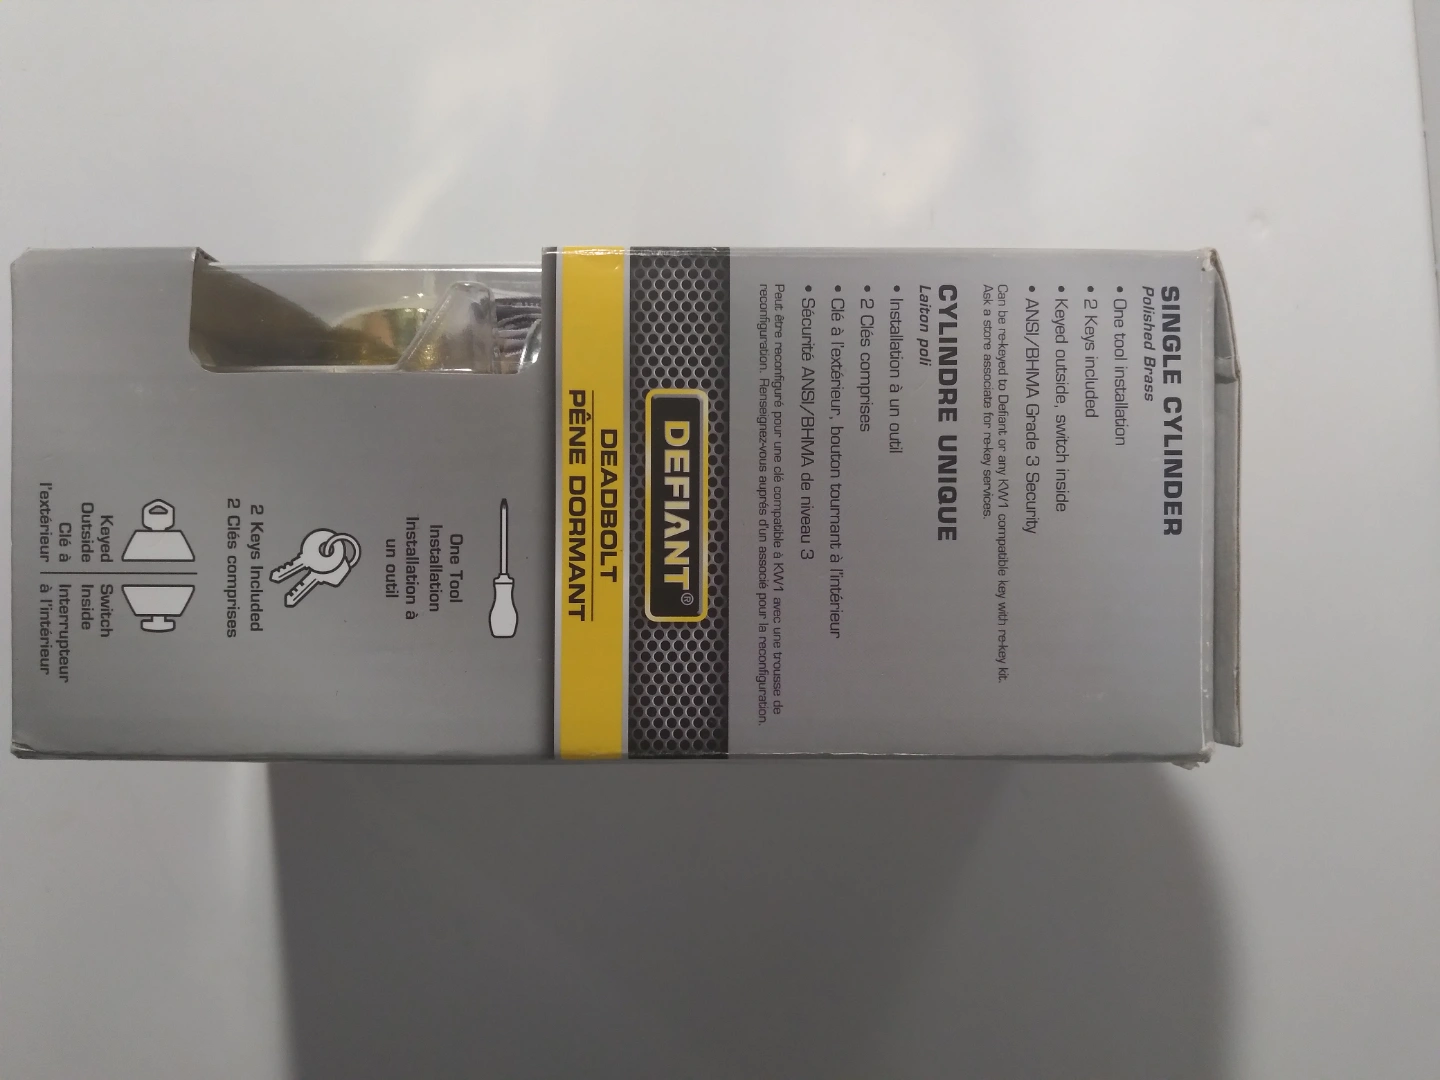 SINGLE CYLINDER
Polished Brass
• One tool installation
• 2 Keys included
• Keyed outside, switch inside
• ANSI/BHMA Grade 3 Security
Can be re-keyed to Defiant or any KW1 compatible key with re-key kit.
Ask a store associate for re-key services.
CYLINDRE UNIQUE
Laiton poli
• Installation à un outil
• 2 Clés comprises
• Clé à l'extérieur, bouton tournant à l'intérieur
• Sécurité ANSI/BHMA de niveau 3
Peut être reconfiguré pour une clé compatible à KW1 avec une trousse de
reconfiguration. Renseignez-vous auprés d'un associé pour la reconfiguration.
DEFIANT®
DEADBOLT
PÊNE DORMANT
One Tool
Installation
Installation à
un outil
2 Keys Included
2 Clés comprises
Keyed
Outside
Clé à
l'extérieur
Switch
Inside
Interrupteur
à l'intérieur